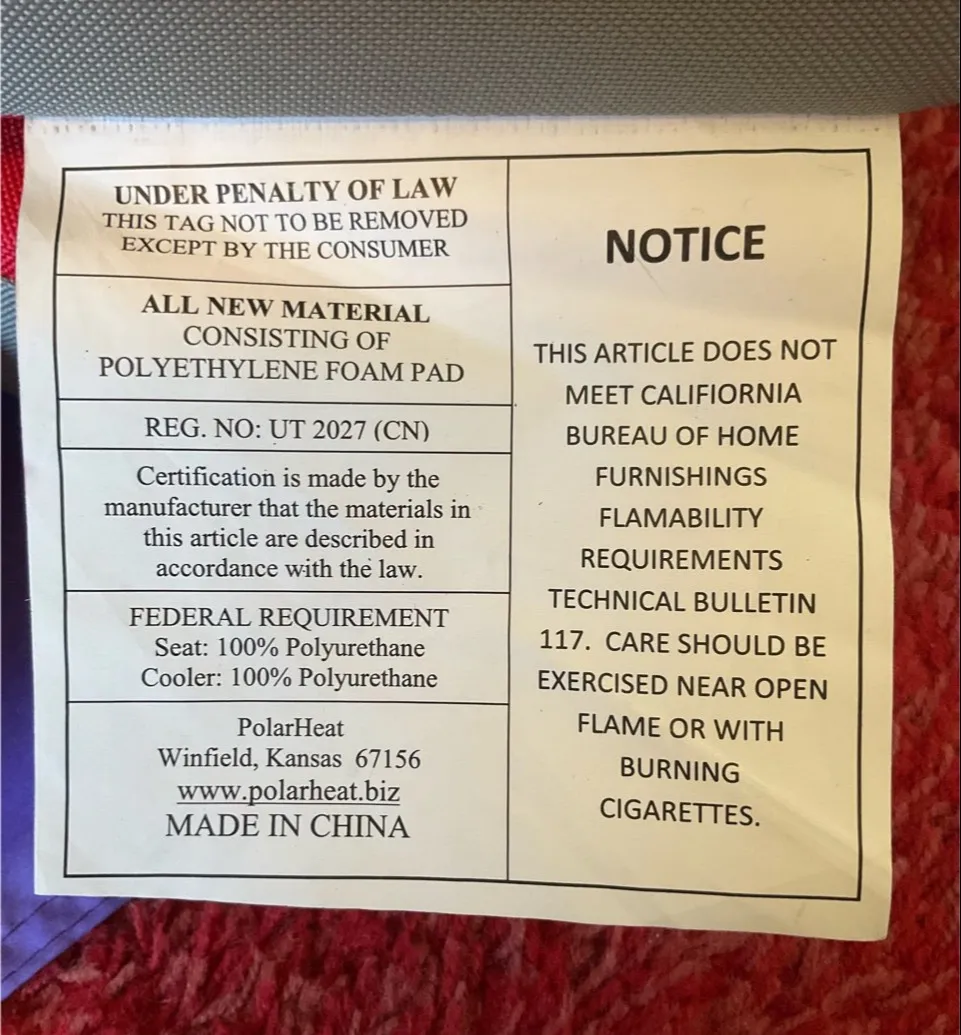 UNDER PENALTY OF LAW
THIS TAG NOT TO BE REMOVED
EXCEPT BY THE CONSUMER
ALL NEW MATERIAL
CONSISTING OF
POLYETHYLENE FOAM PAD
REG. NO: UT 2027 (CN)
Certification is made by the
manufacturer that the materials in
this article are described in
accordance with the law.
FEDERAL REQUIREMENT
Seat: 100% Polyurethane
Cooler: 100% Polyurethane
PolarHeat
Winfield, Kansas 67156
www.polarheat.biz
MADE IN CHINA
NOTICE
THIS ARTICLE DOES NOT
MEET CALIFIORNIA
BUREAU OF HOME
FURNISHINGS
FLAMABILITY
REQUIREMENTS
TECHNICAL BULLETIN
117. CARE SHOULD BE
EXERCISED NEAR OPEN
FLAME OR WITH
BURNING
CIGARETTES.